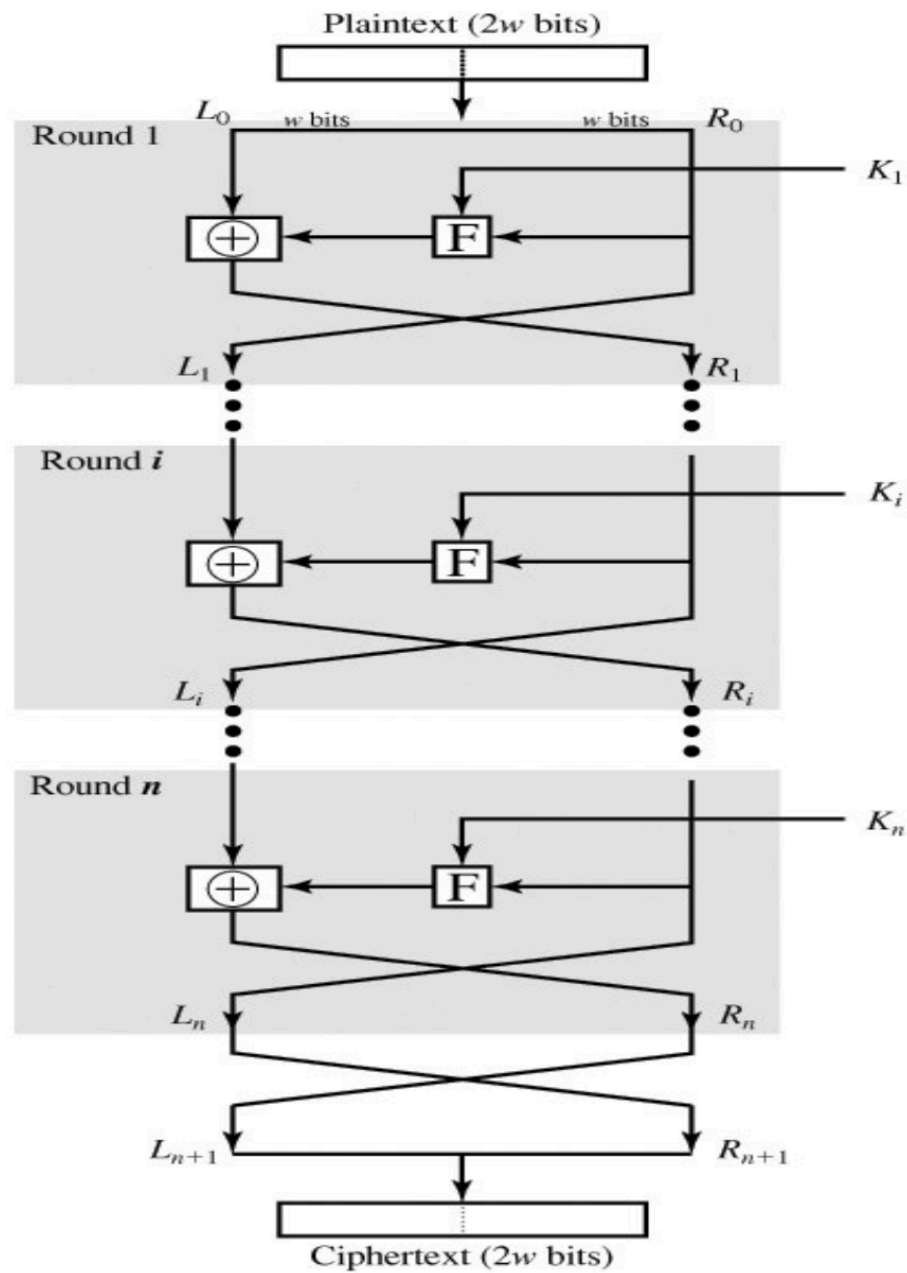 Plaintext (2w bits)
L₀ w bits w bits R₀
Round 1
K₁
⊕ F
L₁ R₁
Round i
Kᵢ
⊕ F
Lᵢ Rᵢ
Round n
Kₙ
⊕ F
Lₙ Rₙ
Lₙ₊₁ Rₙ₊₁
Ciphertext (2w bits)